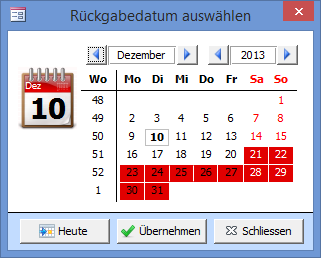 Rückgabedatum auswählen
Dezember 2013
Dez
10
Wo Mo Di Mi Do Fr Sa So
48 1
49 2 3 4 5 6 7 8
50 9 10 11 12 13 14 15
51 16 17 18 19 20 21 22
52 23 24 25 26 27 28 29
1 30 31
Heute Übernehmen Schliessen